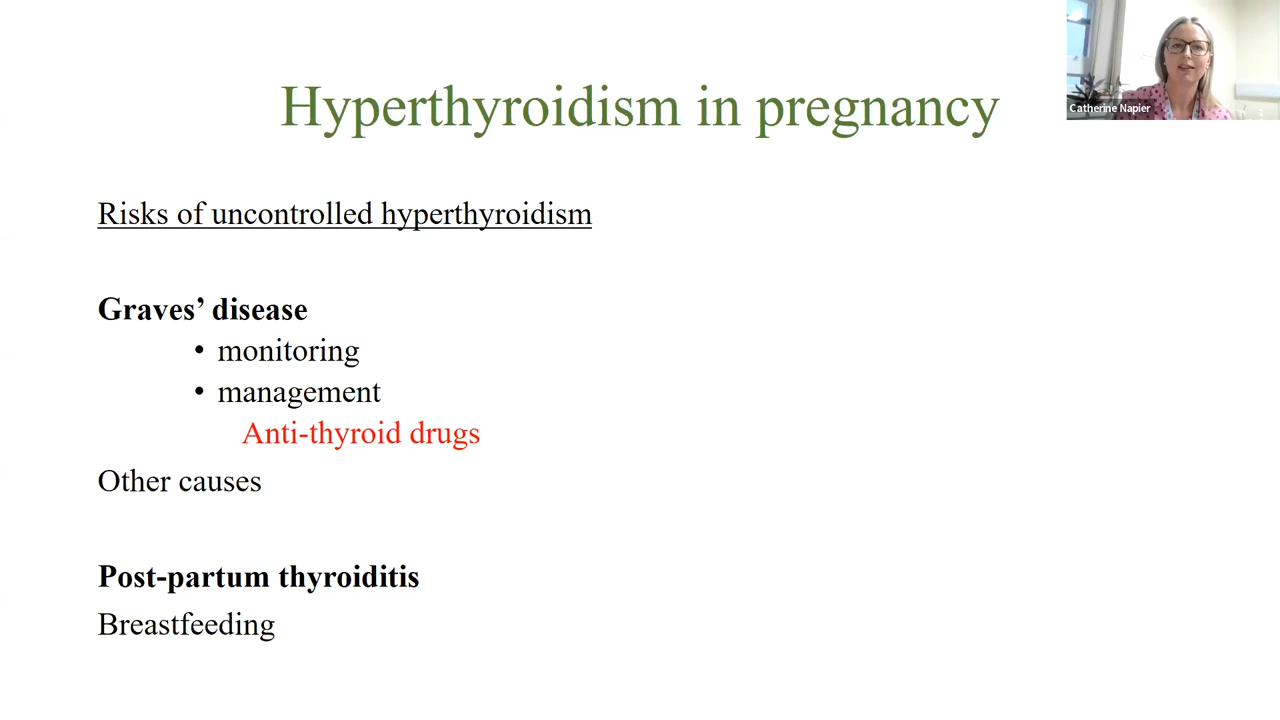 Hyperthyroidism in pregnancy
Catherine Napier
Risks of uncontrolled hyperthyroidism
Graves’ disease
• monitoring
• management
Anti-thyroid drugs
Other causes
Post-partum thyroiditis
Breastfeeding